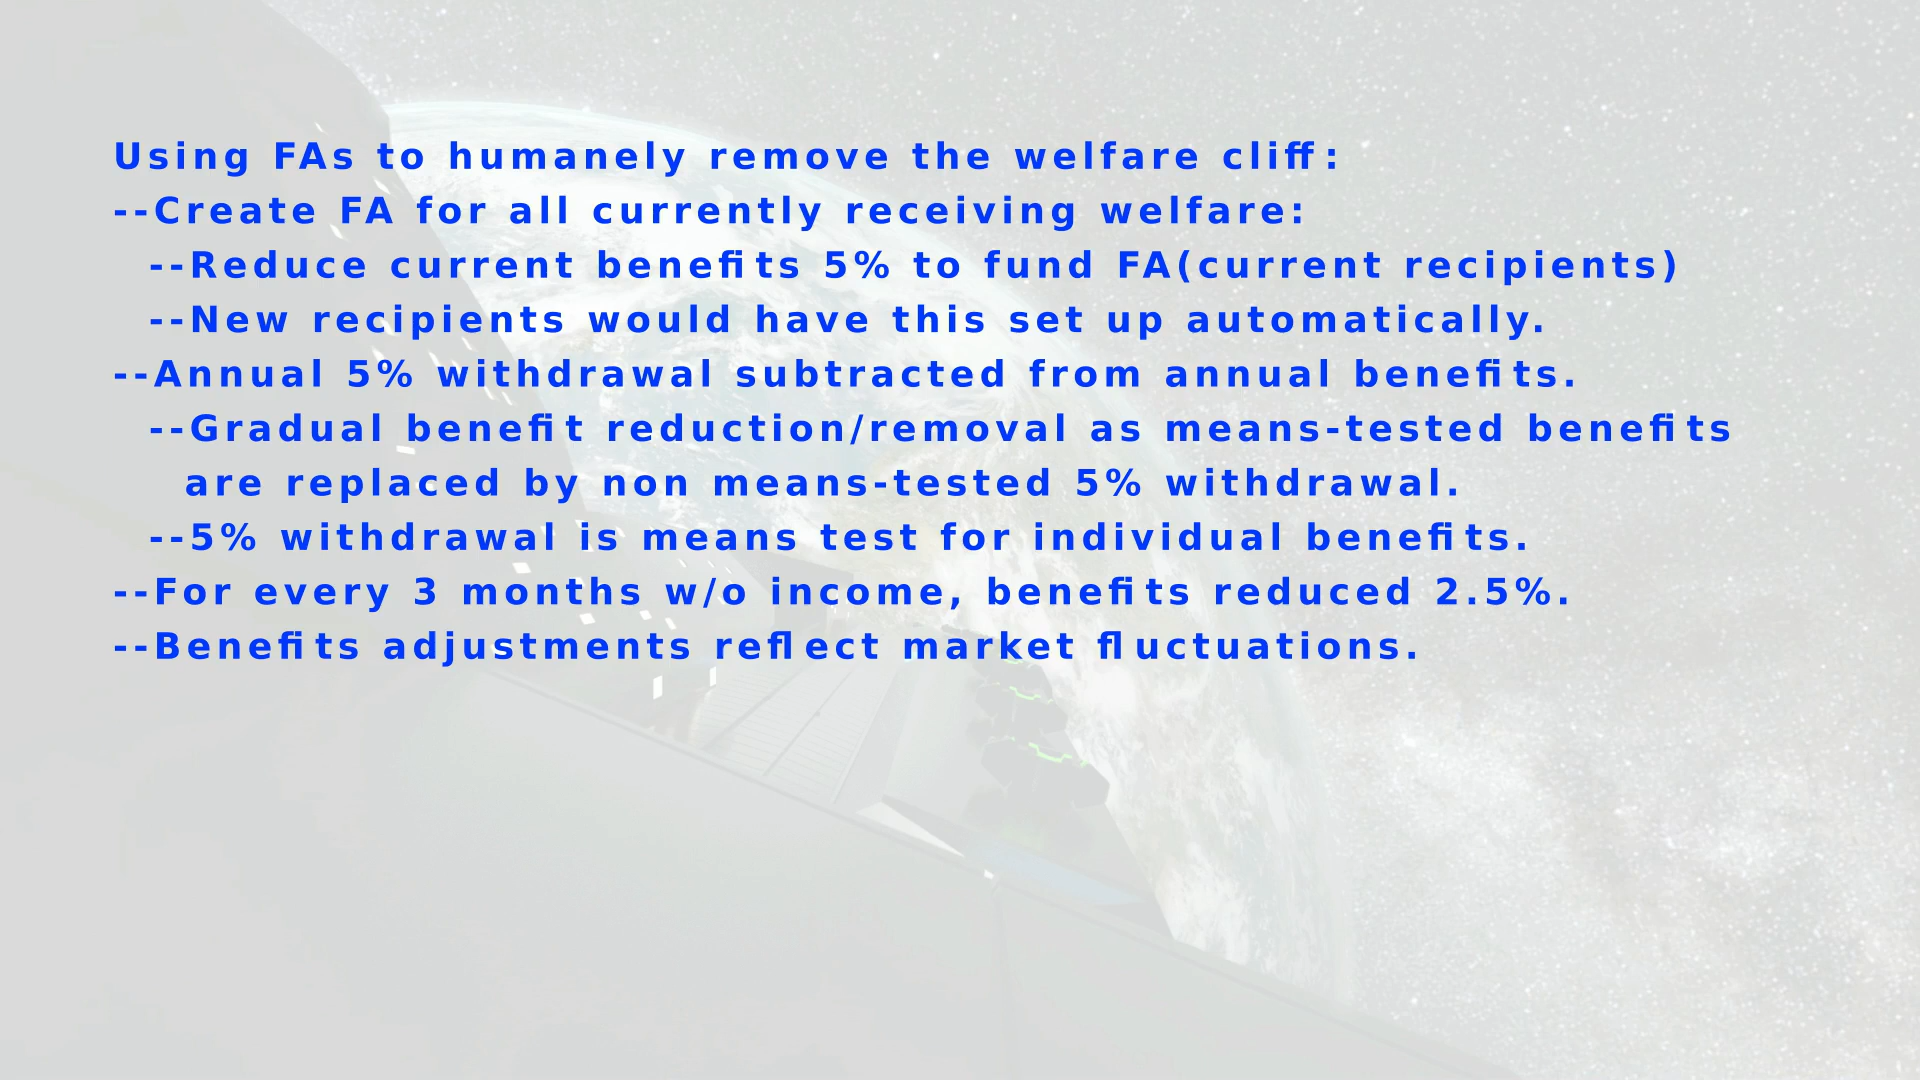 Using FAs to humanely remove the welfare cliff:
--Create FA for all currently receiving welfare:
--Reduce current benefits 5% to fund FA(current recipients)
--New recipients would have this set up automatically.
--Annual 5% withdrawal subtracted from annual benefits.
--Gradual benefit reduction/removal as means-tested benefits
are replaced by non means-tested 5% withdrawal.
--5% withdrawal is means test for individual benefits.
--For every 3 months w/o income, benefits reduced 2.5%.
--Benefits adjustments reflect market fluctuations.